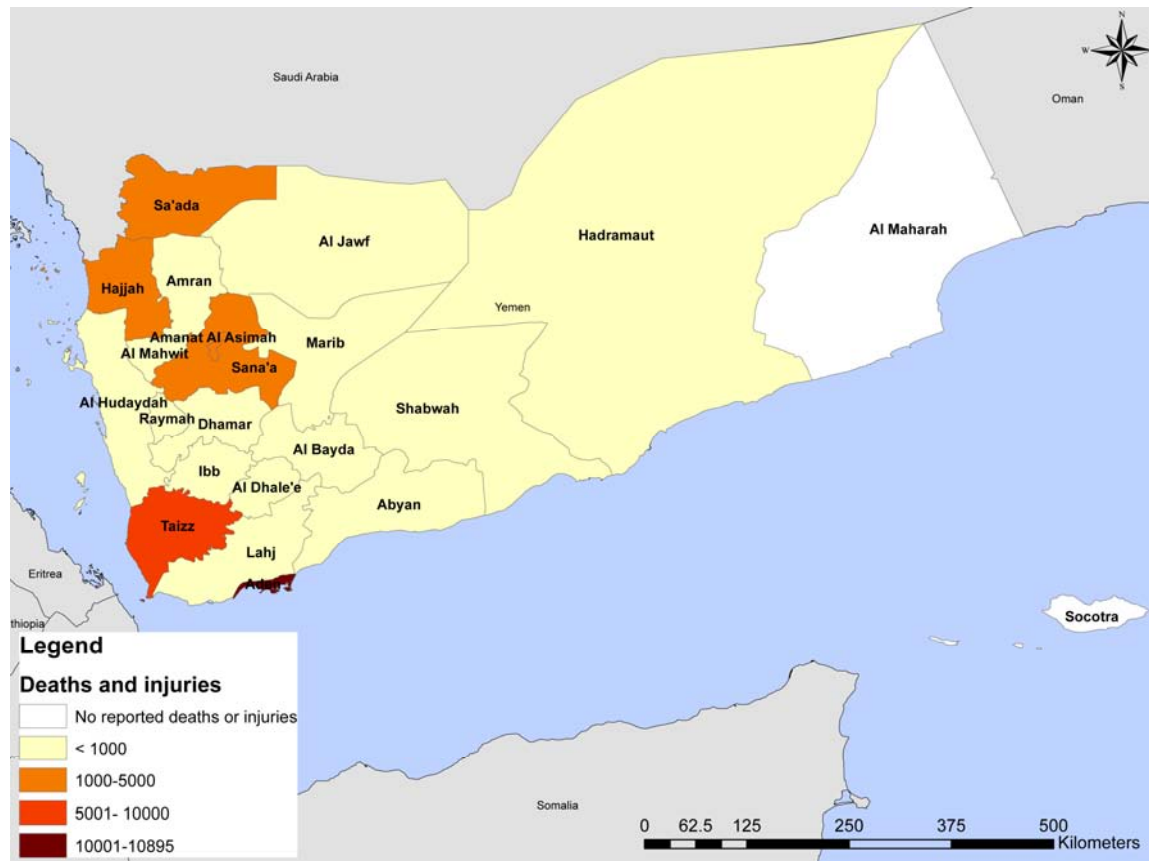 N
W
E
S
Saudi Arabia
Oman
Sa'ada
Al Jawf
Hadramaut
Al Maharah
Hajjah
Amran
Yemen
Amanat Al Asimah
Marib
Al Mahwit
Sana'a
Al Hudaydah
Shabwah
Raymah
Dhamar
Al Bayda
Ibb
Al Dhale'e
Abyan
Taizz
Lahj
Eritrea
Aden
Socotra
thiopia
Legend
Deaths and injuries
No reported deaths or injuries
< 1000
1000-5000
5001- 10000
10001-10895
Somalia
0 62.5 125 250 375 500
Kilometers